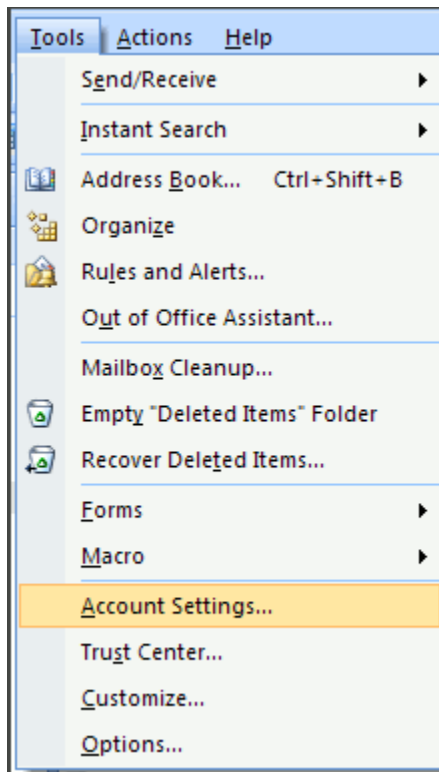 Tools Actions Help
Send/Receive
Instant Search
Address Book... Ctrl+Shift+B
Organize
Rules and Alerts...
Out of Office Assistant...
Mailbox Cleanup...
Empty "Deleted Items" Folder
Recover Deleted Items...
Forms
Macro
Account Settings...
Trust Center...
Customize...
Options...